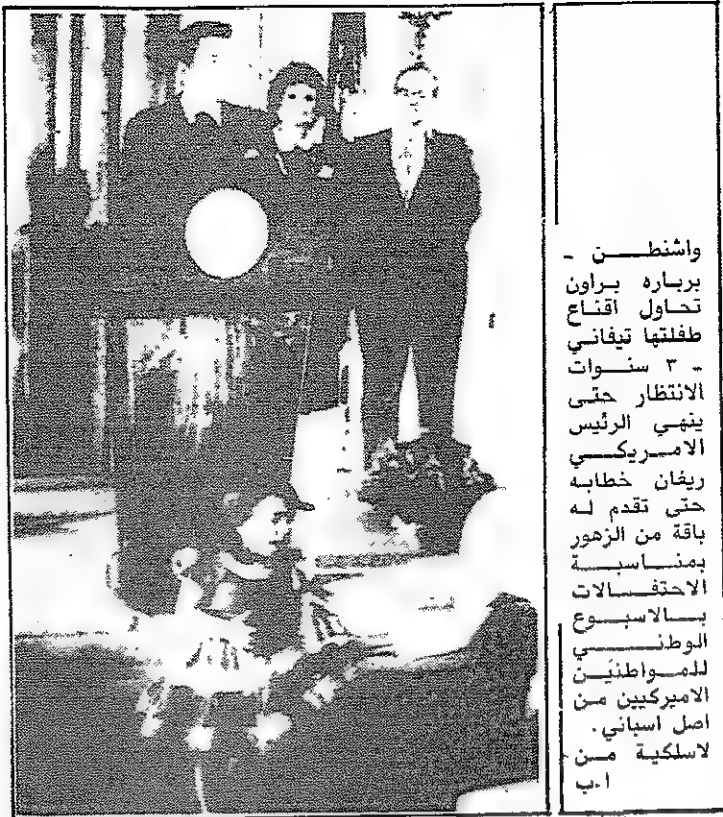 واشنطن -
برباره براون
تحاول اقناع
طفلتها تيفاني
- ٣ سنوات
الانتظار حتى
ينهي الرئيس
الامريكي
ريغان خطابه
حتى تقدم له
باقة من الزهور
بمناسبة
الاحتفالات
بالاسبوع
الوطني
للمواطنين
الاميركيين من
اصل اسباني.
لاسلكية من
ا.ب